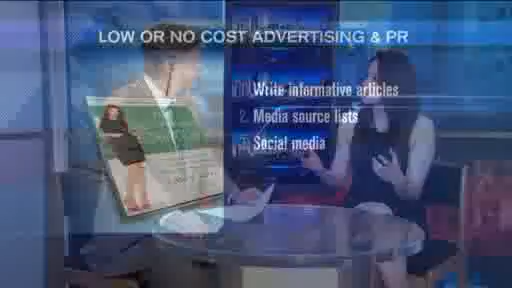 LOW OR NO COST ADVERTISING & PR
Write informative articles
2. Media source lists
Social media